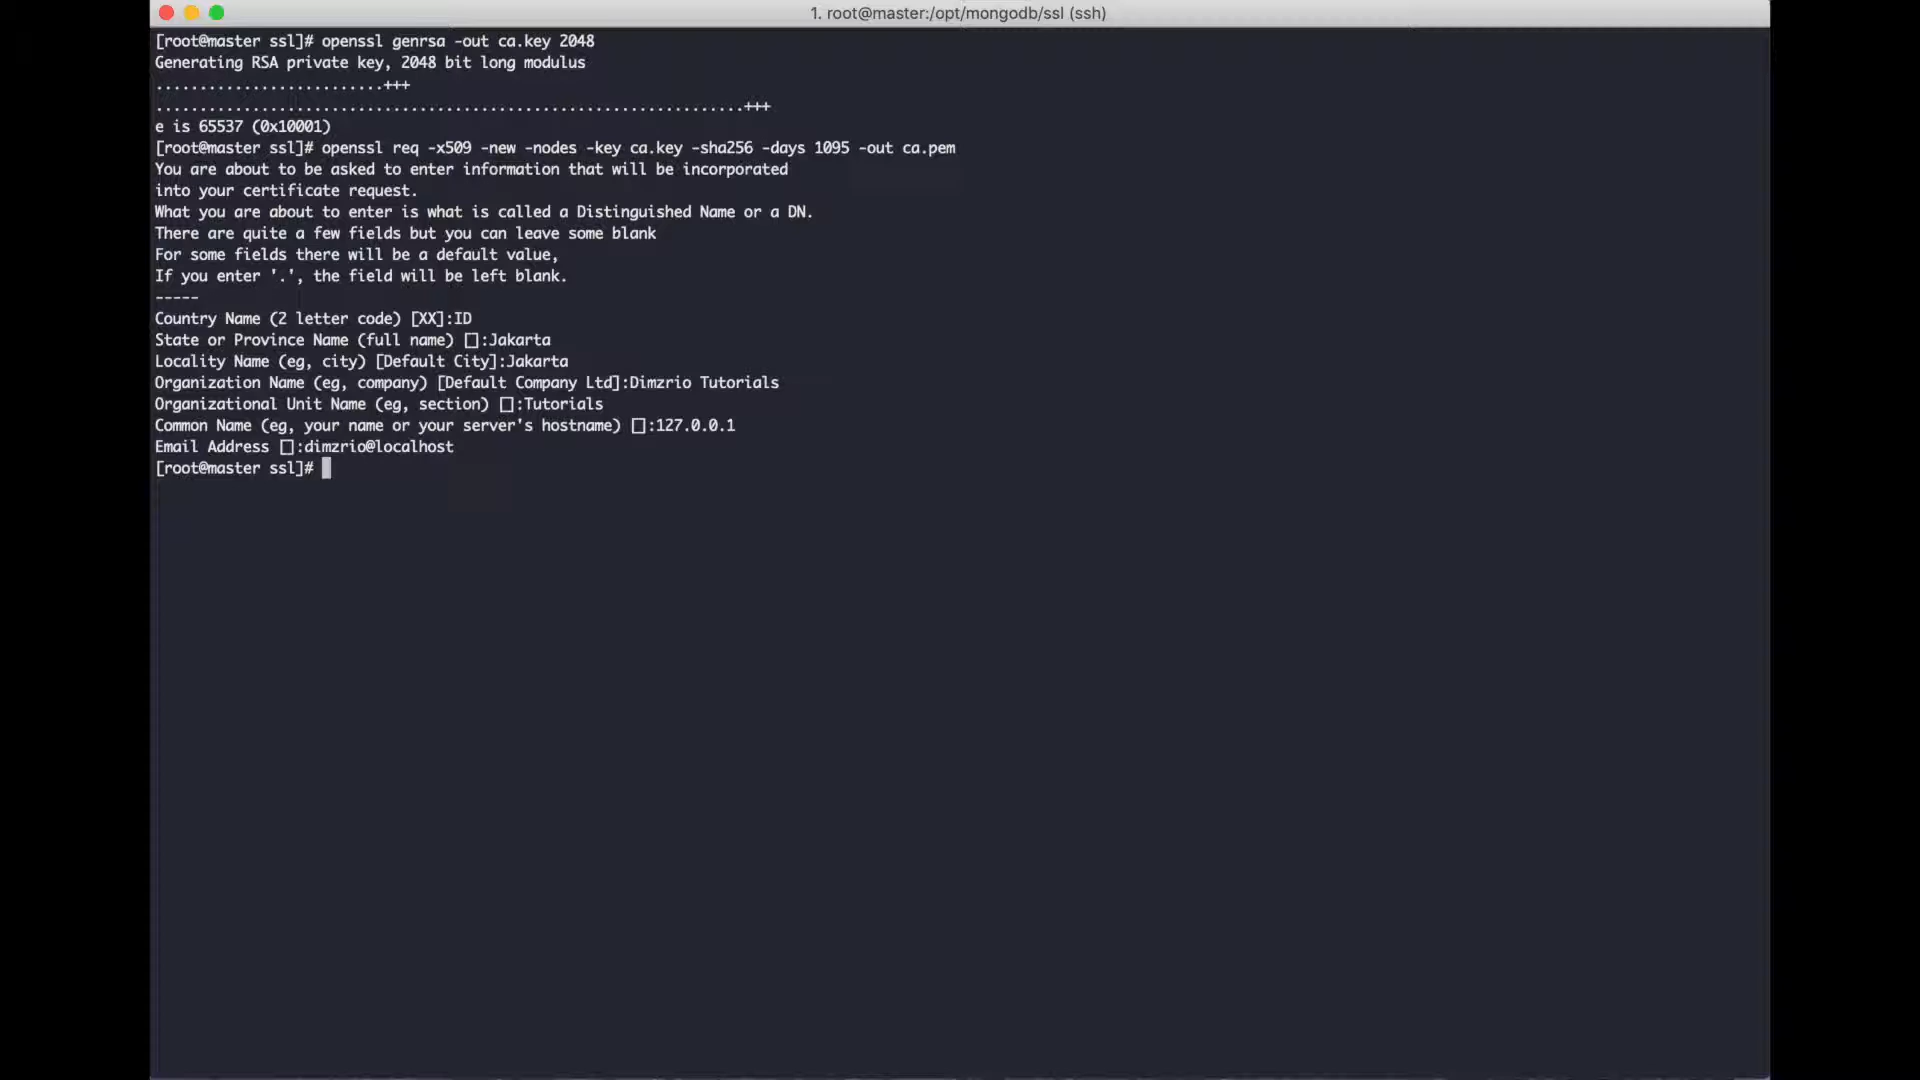 1. root@master:/opt/mongodb/ssl (ssh)
[root@master ssl]# openssl genrsa -out ca.key 2048
Generating RSA private key, 2048 bit long modulus
..........................+++
...................................................................+++
e is 65537 (0x10001)
[root@master ssl]# openssl req -x509 -new -nodes -key ca.key -sha256 -days 1095 -out ca.pem
You are about to be asked to enter information that will be incorporated
into your certificate request.
What you are about to enter is what is called a Distinguished Name or a DN.
There are quite a few fields but you can leave some blank
For some fields there will be a default value,
If you enter '.', the field will be left blank.
-----
Country Name (2 letter code) [XX]:ID
State or Province Name (full name) []:Jakarta
Locality Name (eg, city) [Default City]:Jakarta
Organization Name (eg, company) [Default Company Ltd]:Dimzrio Tutorials
Organizational Unit Name (eg, section) []:Tutorials
Common Name (eg, your name or your server's hostname) []:127.0.0.1
Email Address []:dimzrio@localhost
[root@master ssl]#